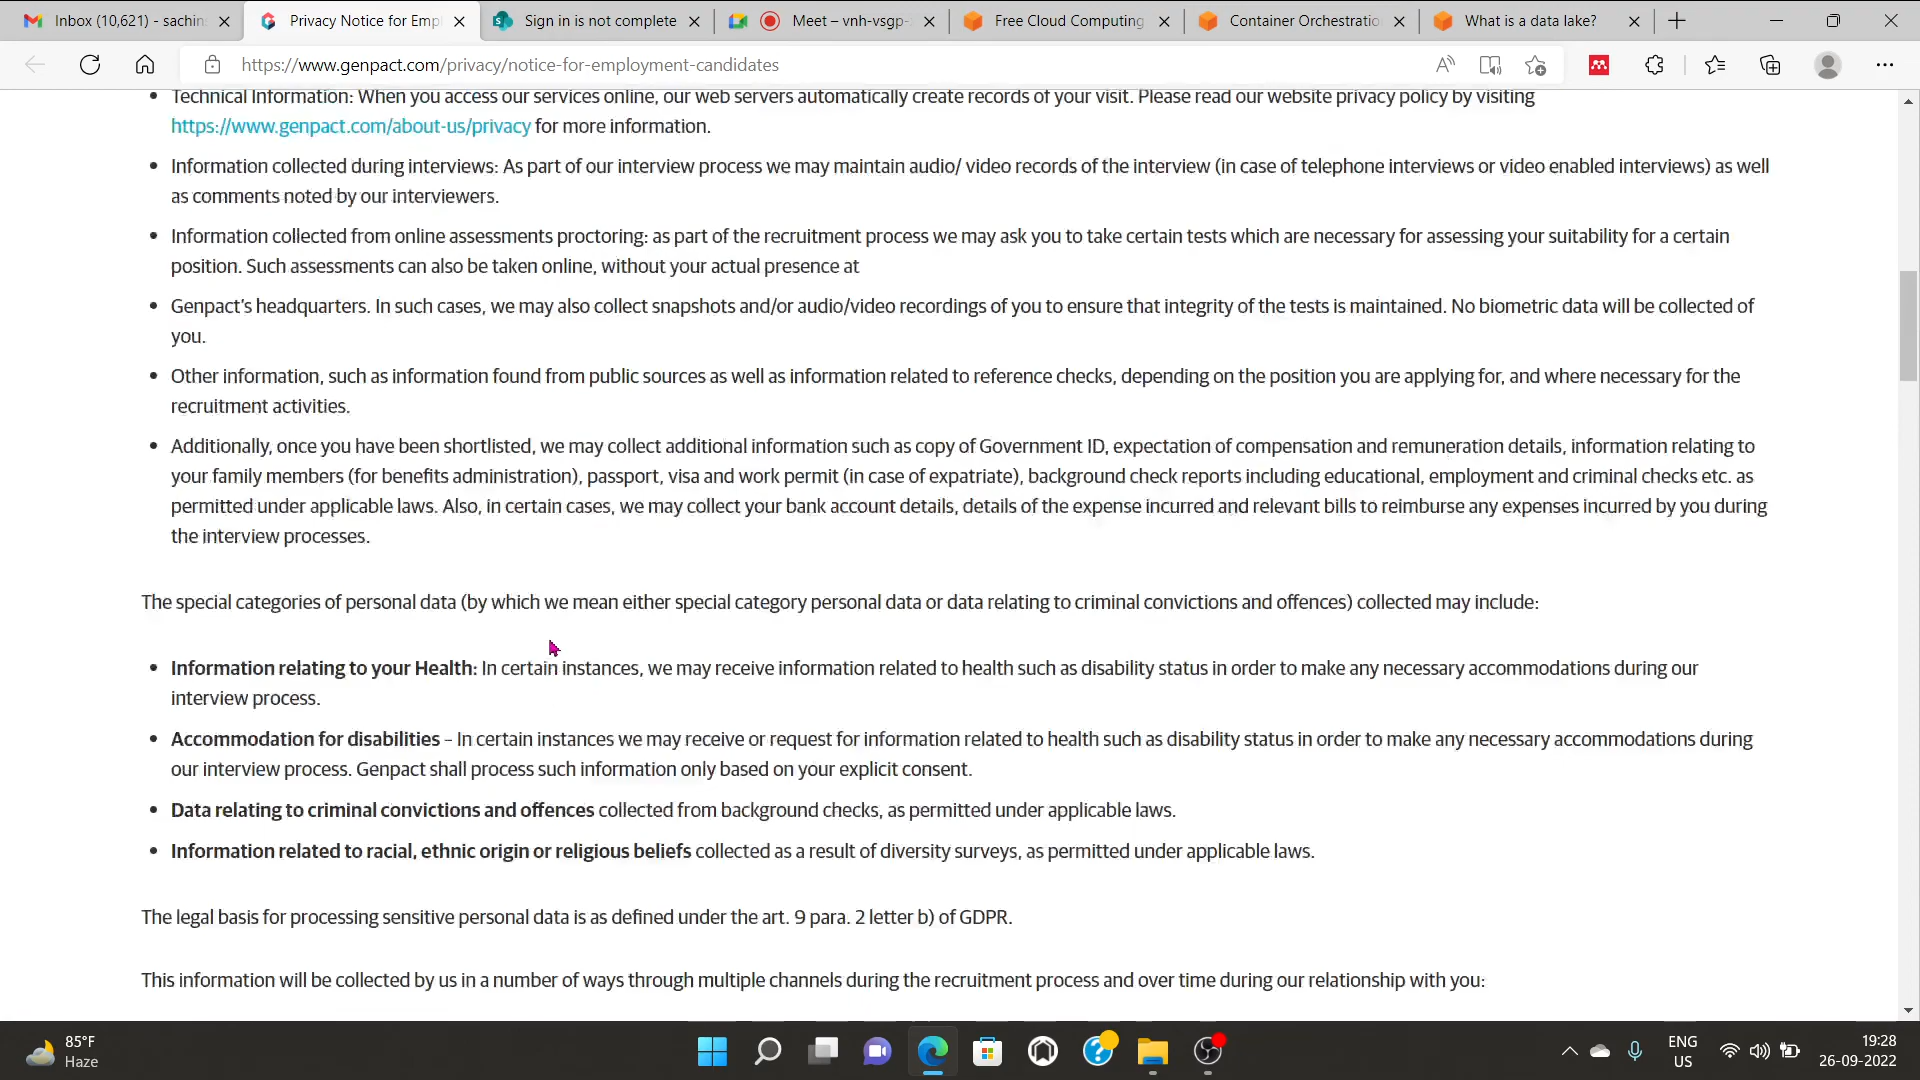 Inbox (10,621) - sachin
Privacy Notice for Emp
Sign in is not complete
Meet – vnh-vsgp-
Free Cloud Computing
Container Orchestratio
What is a data lake?
https://www.genpact.com/privacy/notice-for-employment-candidates
• Technical Information: When you access our services online, our web servers automatically create records of your visit. Please read our website privacy policy by visiting
https://www.genpact.com/about-us/privacy for more information.
• Information collected during interviews: As part of our interview process we may maintain audio/ video records of the interview (in case of telephone interviews or video enabled interviews) as well
as comments noted by our interviewers.
• Information collected from online assessments proctoring: as part of the recruitment process we may ask you to take certain tests which are necessary for assessing your suitability for a certain
position. Such assessments can also be taken online, without your actual presence at
• Genpact's headquarters. In such cases, we may also collect snapshots and/or audio/video recordings of you to ensure that integrity of the tests is maintained. No biometric data will be collected of
you.
• Other information, such as information found from public sources as well as information related to reference checks, depending on the position you are applying for, and where necessary for the
recruitment activities.
• Additionally, once you have been shortlisted, we may collect additional information such as copy of Government ID, expectation of compensation and remuneration details, information relating to
your family members (for benefits administration), passport, visa and work permit (in case of expatriate), background check reports including educational, employment and criminal checks etc. as
permitted under applicable laws. Also, in certain cases, we may collect your bank account details, details of the expense incurred and relevant bills to reimburse any expenses incurred by you during
the interview processes.
The special categories of personal data (by which we mean either special category personal data or data relating to criminal convictions and offences) collected may include:
• Information relating to your Health: In certain instances, we may receive information related to health such as disability status in order to make any necessary accommodations during our
interview process.
• Accommodation for disabilities – In certain instances we may receive or request for information related to health such as disability status in order to make any necessary accommodations during
our interview process. Genpact shall process such information only based on your explicit consent.
• Data relating to criminal convictions and offences collected from background checks, as permitted under applicable laws.
• Information related to racial, ethnic origin or religious beliefs collected as a result of diversity surveys, as permitted under applicable laws.
The legal basis for processing sensitive personal data is as defined under the art. 9 para. 2 letter b) of GDPR.
This information will be collected by us in a number of ways through multiple channels during the recruitment process and over time during our relationship with you:
85°F
Haze
ENG
US
19:28
26-09-2022